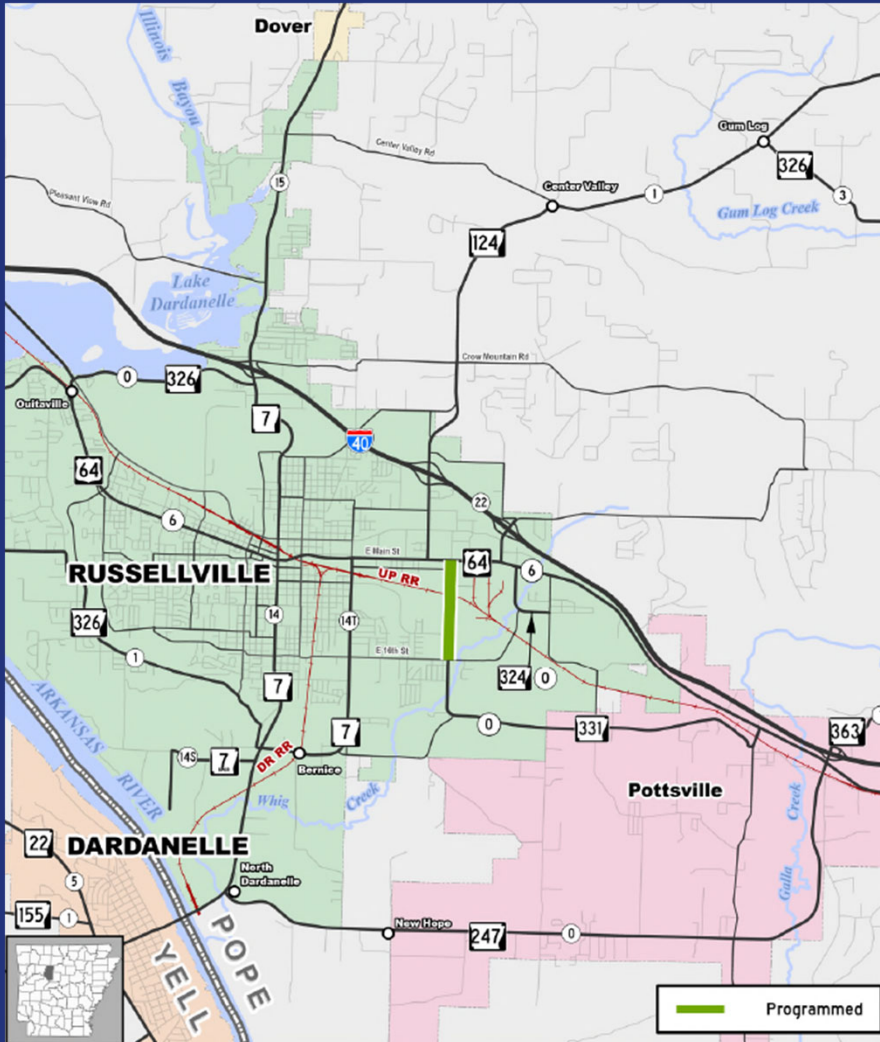 Dover
Illinois
Bayou
Center Valley Rd
Gum Log
326
3
15
Center Valley
1
Gum Log Creek
Pleasant View Rd
124
Lake
Dardanelle
Crow Mountain Rd
0
326
Ouitaville
7
40
64
22
6
E Main St
64
6
RUSSELLVILLE
UP RR
326
14
14T
1
E 16th St
324
0
7
0
331
363
7
14S
7
DR RR
Bernice
Pottsville
ARKANSAS
RIVER
Whig
Creek
Galla
Creek
22
DARDANELLE
5
North
Dardanelle
155
1
New Hope
247
0
POPE
YELL
Programmed